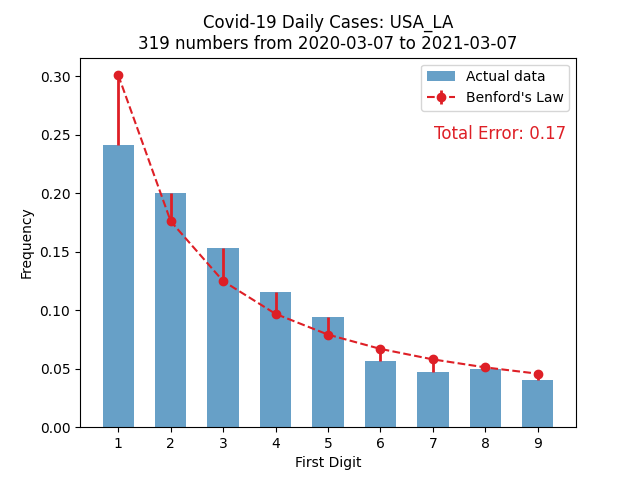 Covid-19 Daily Cases: USA_LA
319 numbers from 2020-03-07 to 2021-03-07
Actual data
Benford's Law
Total Error: 0.17
Frequency
0.30
0.25
0.20
0.15
0.10
0.05
0.00
1 2 3 4 5 6 7 8 9
First Digit